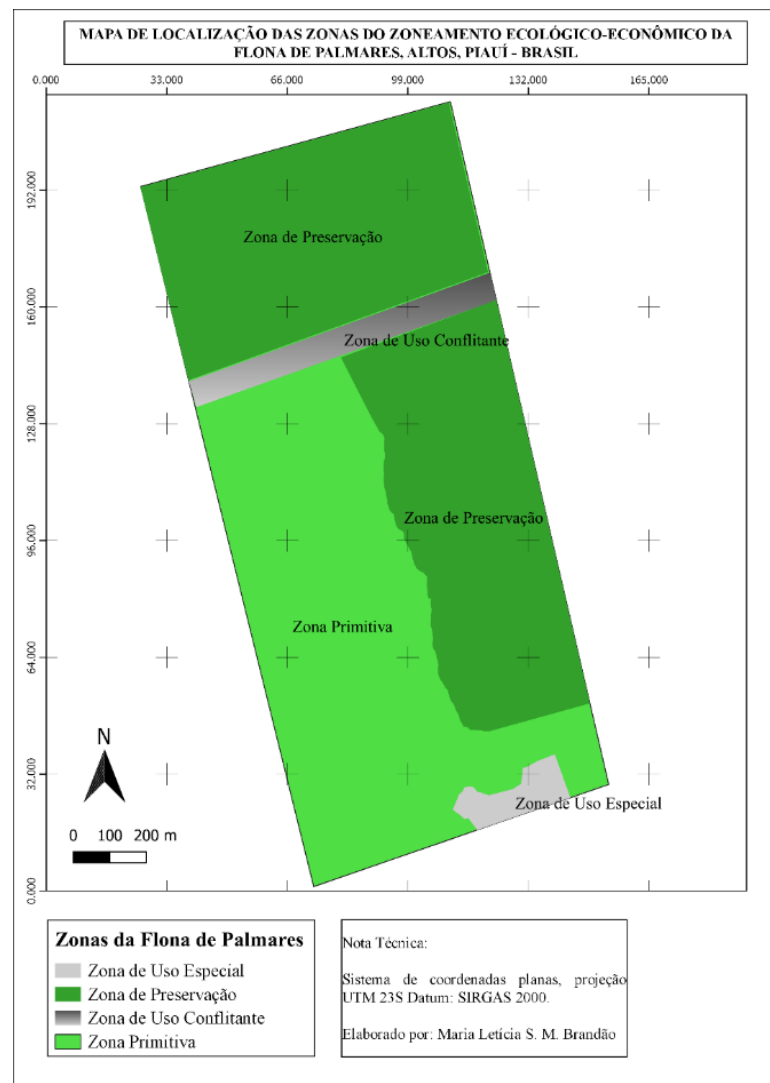 MAPA DE LOCALIZAÇÃO DAS ZONAS DO ZONEAMENTO ECOLÓGICO-ECONÔMICO DA
FLONA DE PALMARES, ALTOS, PIAUÍ - BRASIL
0.000 33.000 66.000 99.000 132.000 165.000
192.000
Zona de Preservação
160.000
Zona de Uso Conflitante
128.000
Zona de Preservação
96.000
Zona Primitiva
64.000
N
32.000
Zona de Uso Especial
0 100 200 m
0.000
Zonas da Flona de Palmares
Zona de Uso Especial
Zona de Preservação
Zona de Uso Conflitante
Zona Primitiva
Nota Técnica:
Sistema de coordenadas planas, projeção
UTM 23S Datum: SIRGAS 2000.
Elaborado por: Maria Letícia S. M. Brandão